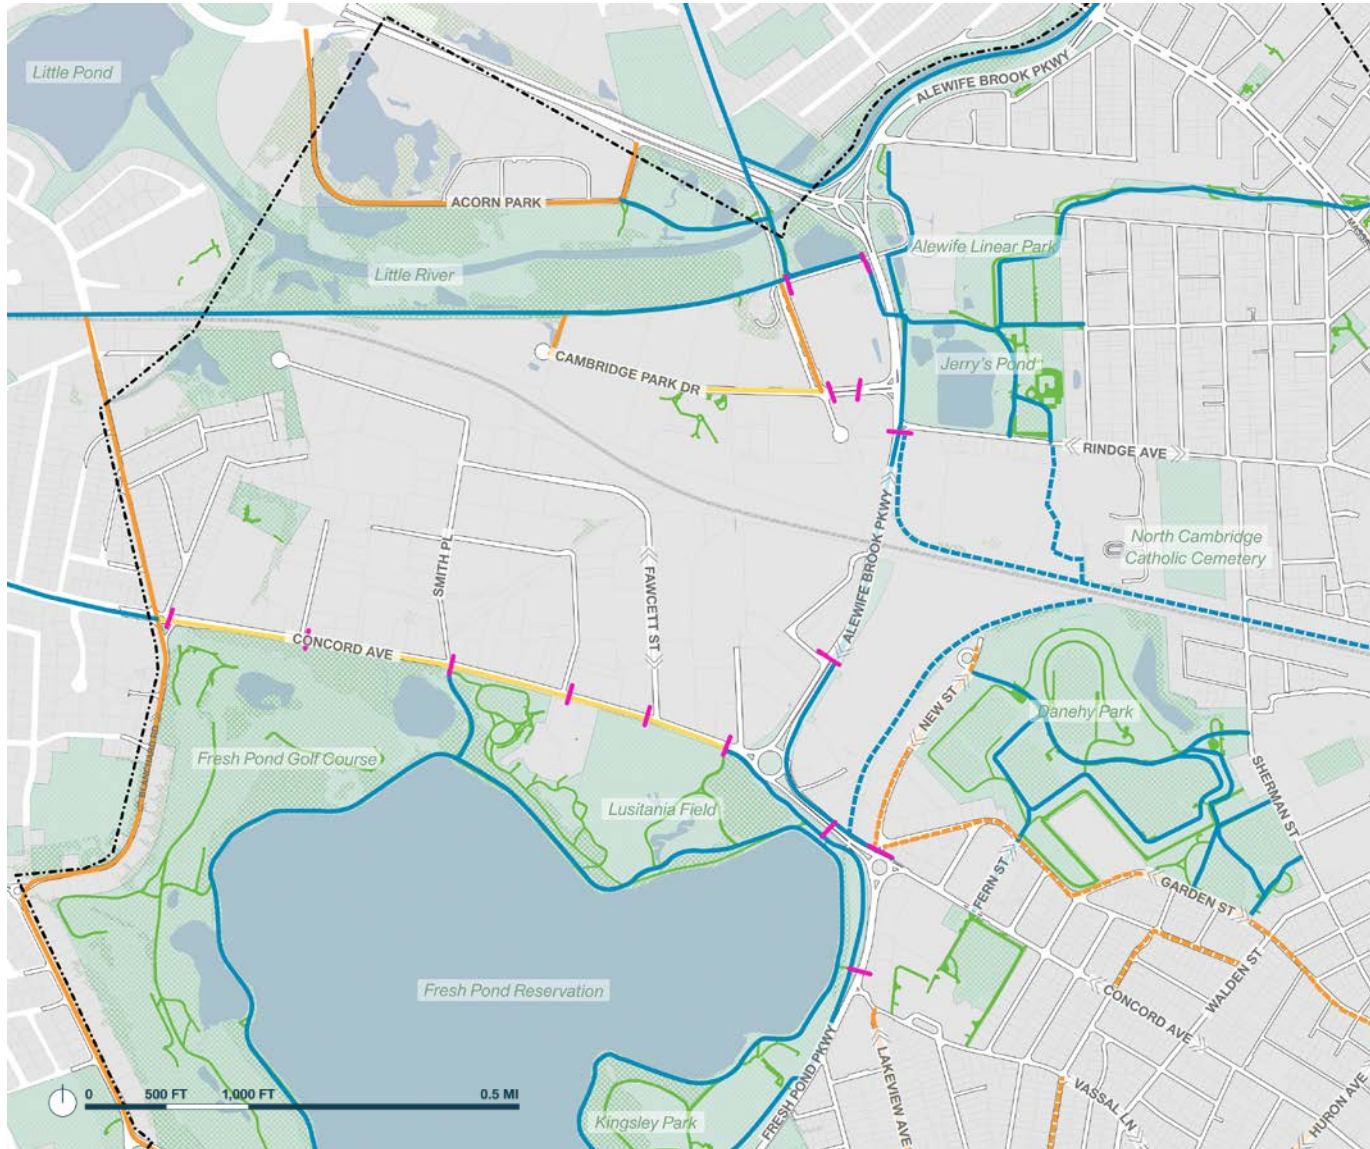 Little Pond
ALEWIFE BROOK PKWY
ACORN PARK
Alewife Linear Park
Little River
CAMBRIDGE PARK DR
Jerry's Pond
RINDGE AVE
North Cambridge
Catholic Cemetery
SMITH PL
FAWCETT ST
ALEWIFE BROOK PKWY
CONCORD AVE
NEW ST
Danehy Park
Fresh Pond Golf Course
Lusitania Field
SHERMAN ST
FERN ST
GARDEN ST
WALDEN ST
Fresh Pond Reservation
CONCORD AVE
FRESH POND PKWY
LAKEVIEW AVE
VASSAL LN
HURON AVE
Kingsley Park
0 500 FT 1,000 FT 0.5 MI